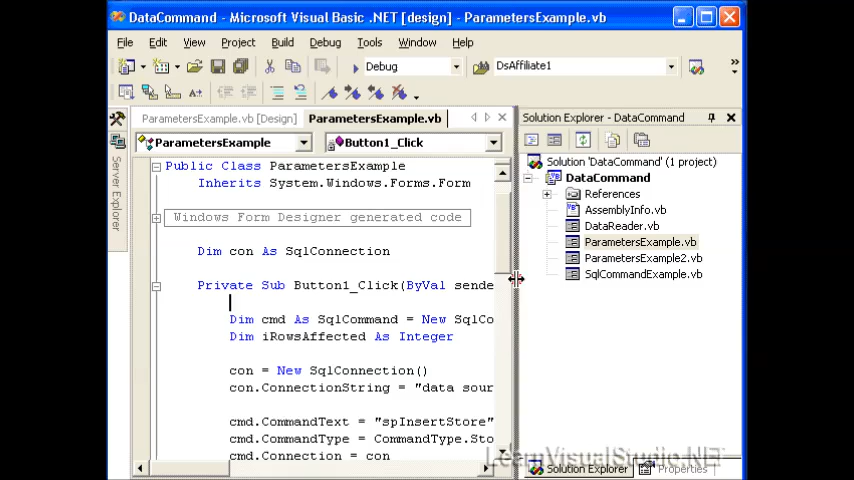 DataCommand - Microsoft Visual Basic .NET [design] - ParametersExample.vb
File Edit View Project Build Debug Tools Window Help
Debug DsAffiliate1
ParametersExample.vb [Design] ParametersExample.vb
Solution Explorer - DataCommand
ParametersExample Button1_Click
Server Explorer
Public Class ParametersExample
Inherits System.Windows.Forms.Form
Windows Form Designer generated code
Dim con As SqlConnection
Private Sub Button1_Click(ByVal sende
Dim cmd As SqlCommand = New SqlCo
Dim iRowsAffected As Integer
con = New SqlConnection()
con.ConnectionString = "data sour
cmd.CommandText = "spInsertStore"
cmd.CommandType = CommandType.Sto
cmd.Connection = con
Solution 'DataCommand' (1 project)
DataCommand
References
AssemblyInfo.vb
DataReader.vb
ParametersExample.vb
ParametersExample2.vb
SqlCommandExample.vb
LearnVisualStudio.NET
Solution Explorer Properties